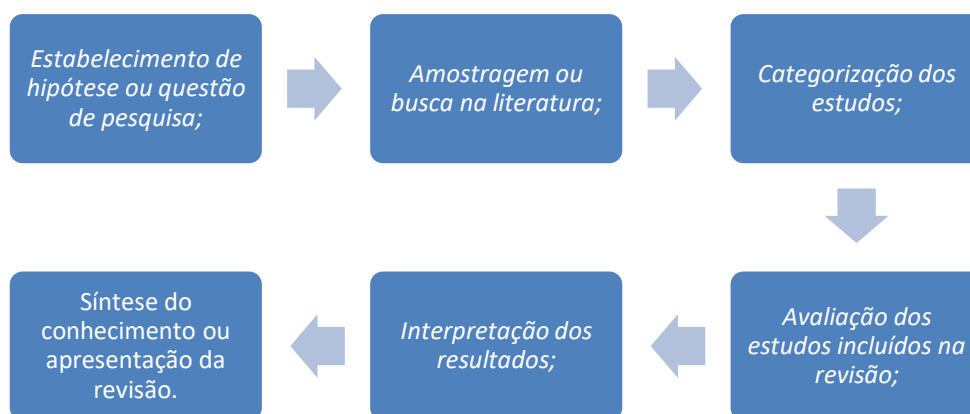 Estabelecimento de
hipótese ou questão
de pesquisa;
Amostragem ou
busca na literatura;
Categorização dos
estudos;
Avaliação dos
estudos incluídos na
revisão;
Interpretação dos
resultados;
Síntese do
conhecimento ou
apresentação da
revisão.